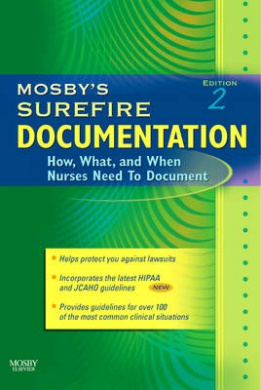 MOSBY'S
EDITION
2
SUREFIRE
DOCUMENTATION
How, What, and When
Nurses Need To Document
• Helps protect you against lawsuits
• Incorporates the latest HIPAA
and JCAHO guidelines NEW
• Provides guidelines for over 100
of the most common clinical situations
MOSBY
ELSEVIER